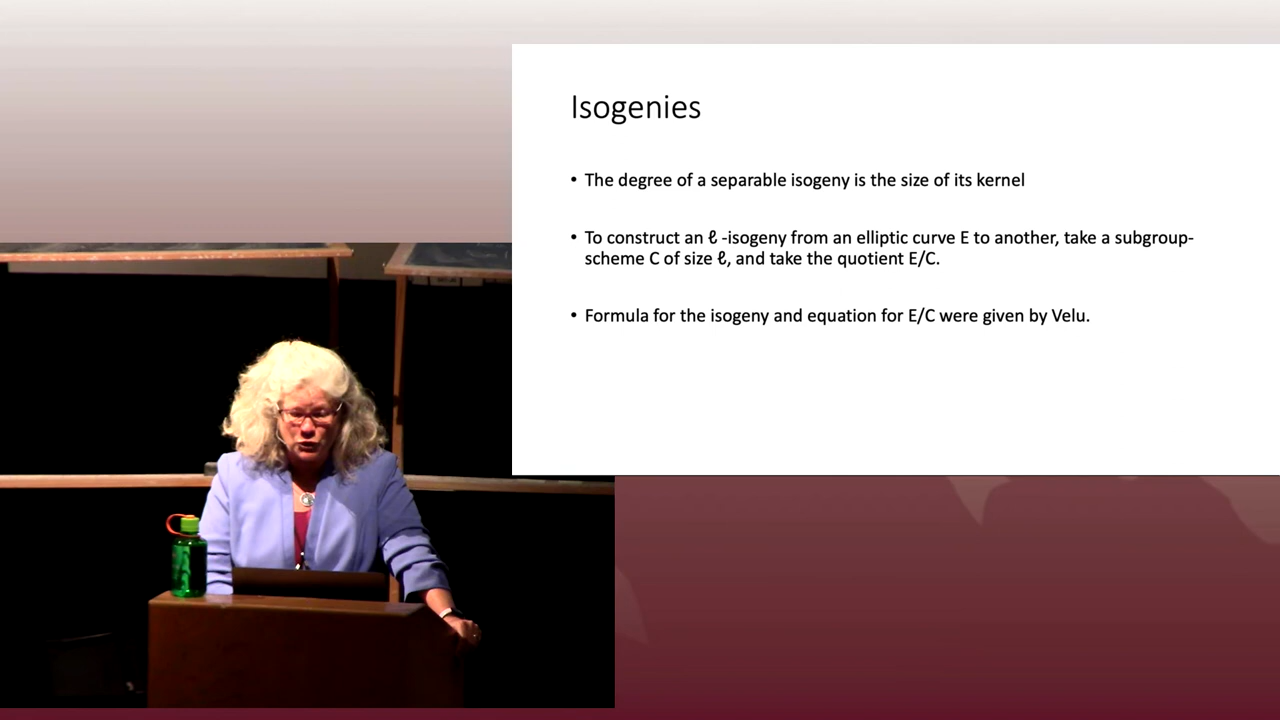 Isogenies
• The degree of a separable isogeny is the size of its kernel
• To construct an ℓ -isogeny from an elliptic curve E to another, take a subgroup-
scheme C of size ℓ, and take the quotient E/C.
• Formula for the isogeny and equation for E/C were given by Velu.